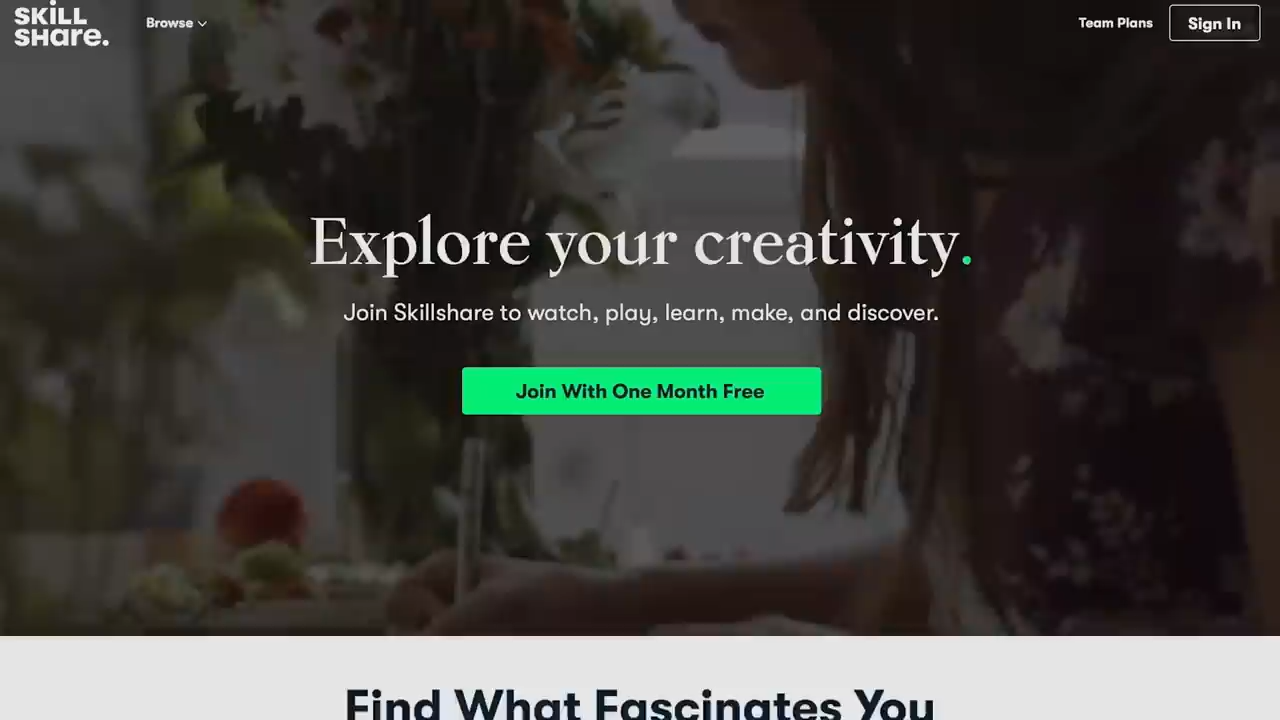 SKiLL
SHare.
Browse
Team Plans
Sign In
Explore your creativity.
Join Skillshare to watch, play, learn, make, and discover.
Join With One Month Free
Find What Fascinates You